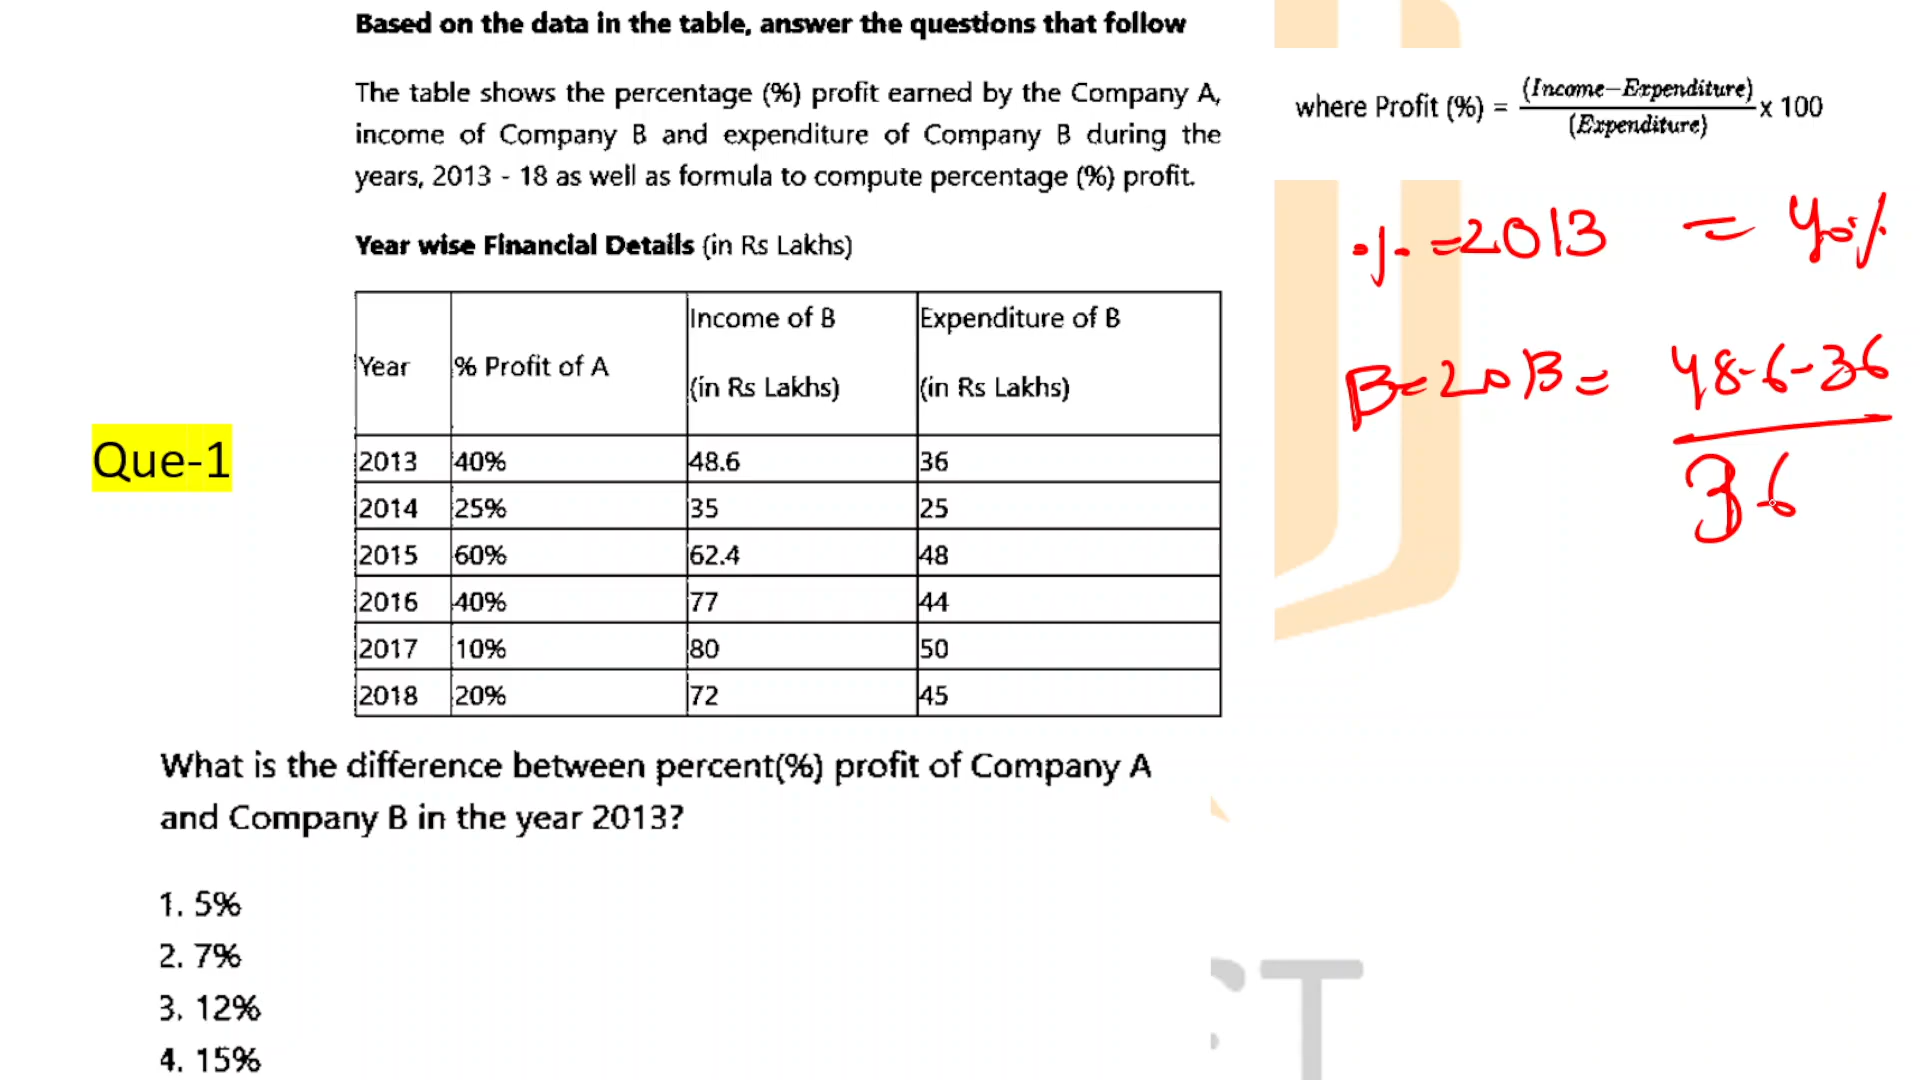 Based on the data in the table, answer the questions that follow
The table shows the percentage (%) profit earned by the Company A,
income of Company B and expenditure of Company B during the
years, 2013 - 18 as well as formula to compute percentage (%) profit.
where Profit (%) = (Income−Expenditure) / (Expenditure) x 100
Year wise Financial Details (in Rs Lakhs)
Year % Profit of A Income of B (in Rs Lakhs) Expenditure of B (in Rs Lakhs)
2013 40% 48.6 36
2014 25% 35 25
2015 60% 62.4 48
2016 40% 77 44
2017 10% 80 50
2018 20% 72 45
Que-1
What is the difference between percent(%) profit of Company A
and Company B in the year 2013?
1. 5%
2. 7%
3. 12%
4. 15%
% = 2013 = 40%
B = 2013 = 48.6-36
36